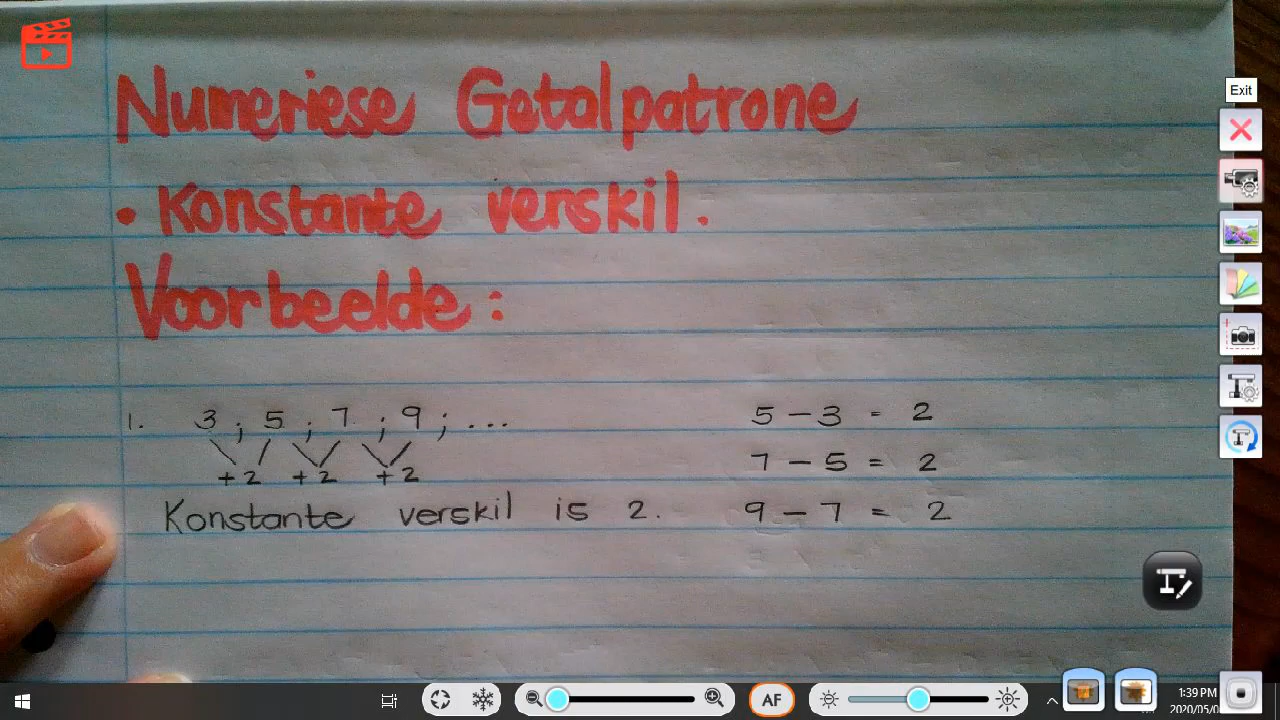 Numeriese Getalpatrone
• Konstante verskil.
Voorbeelde:
1. 3 ; 5 ; 7 ; 9 ; ...
+2 +2 +2
Konstante verskil is 2.
5 - 3 = 2
7 - 5 = 2
9 - 7 = 2
Exit
AF
1:39 PM